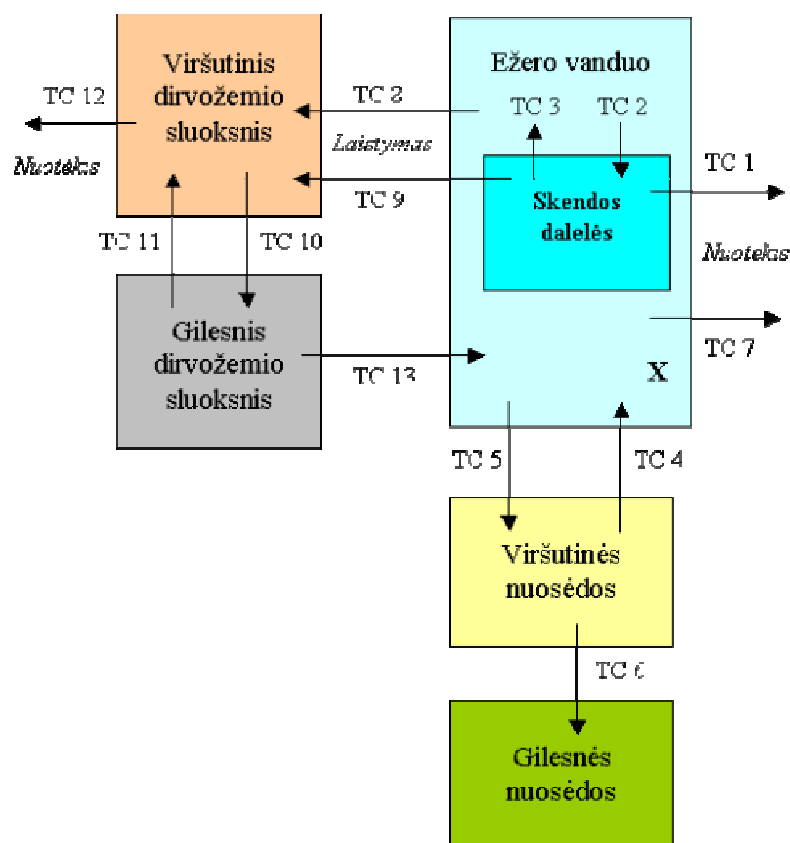 Viršutinis
dirvožemio
sluoksnis
Ežero vanduo
TC 12
TC 8
TC 3
TC 2
Nuotėkis
Laistymas
TC 1
TC 9
Skendos
dalelės
TC 11
TC 10
Nuotėkis
Gilesnis
dirvožemio
sluoksnis
TC 13
X
TC 7
TC 5
TC 4
Viršutinės
nuosėdos
TC 6
Gilesnės
nuosėdos